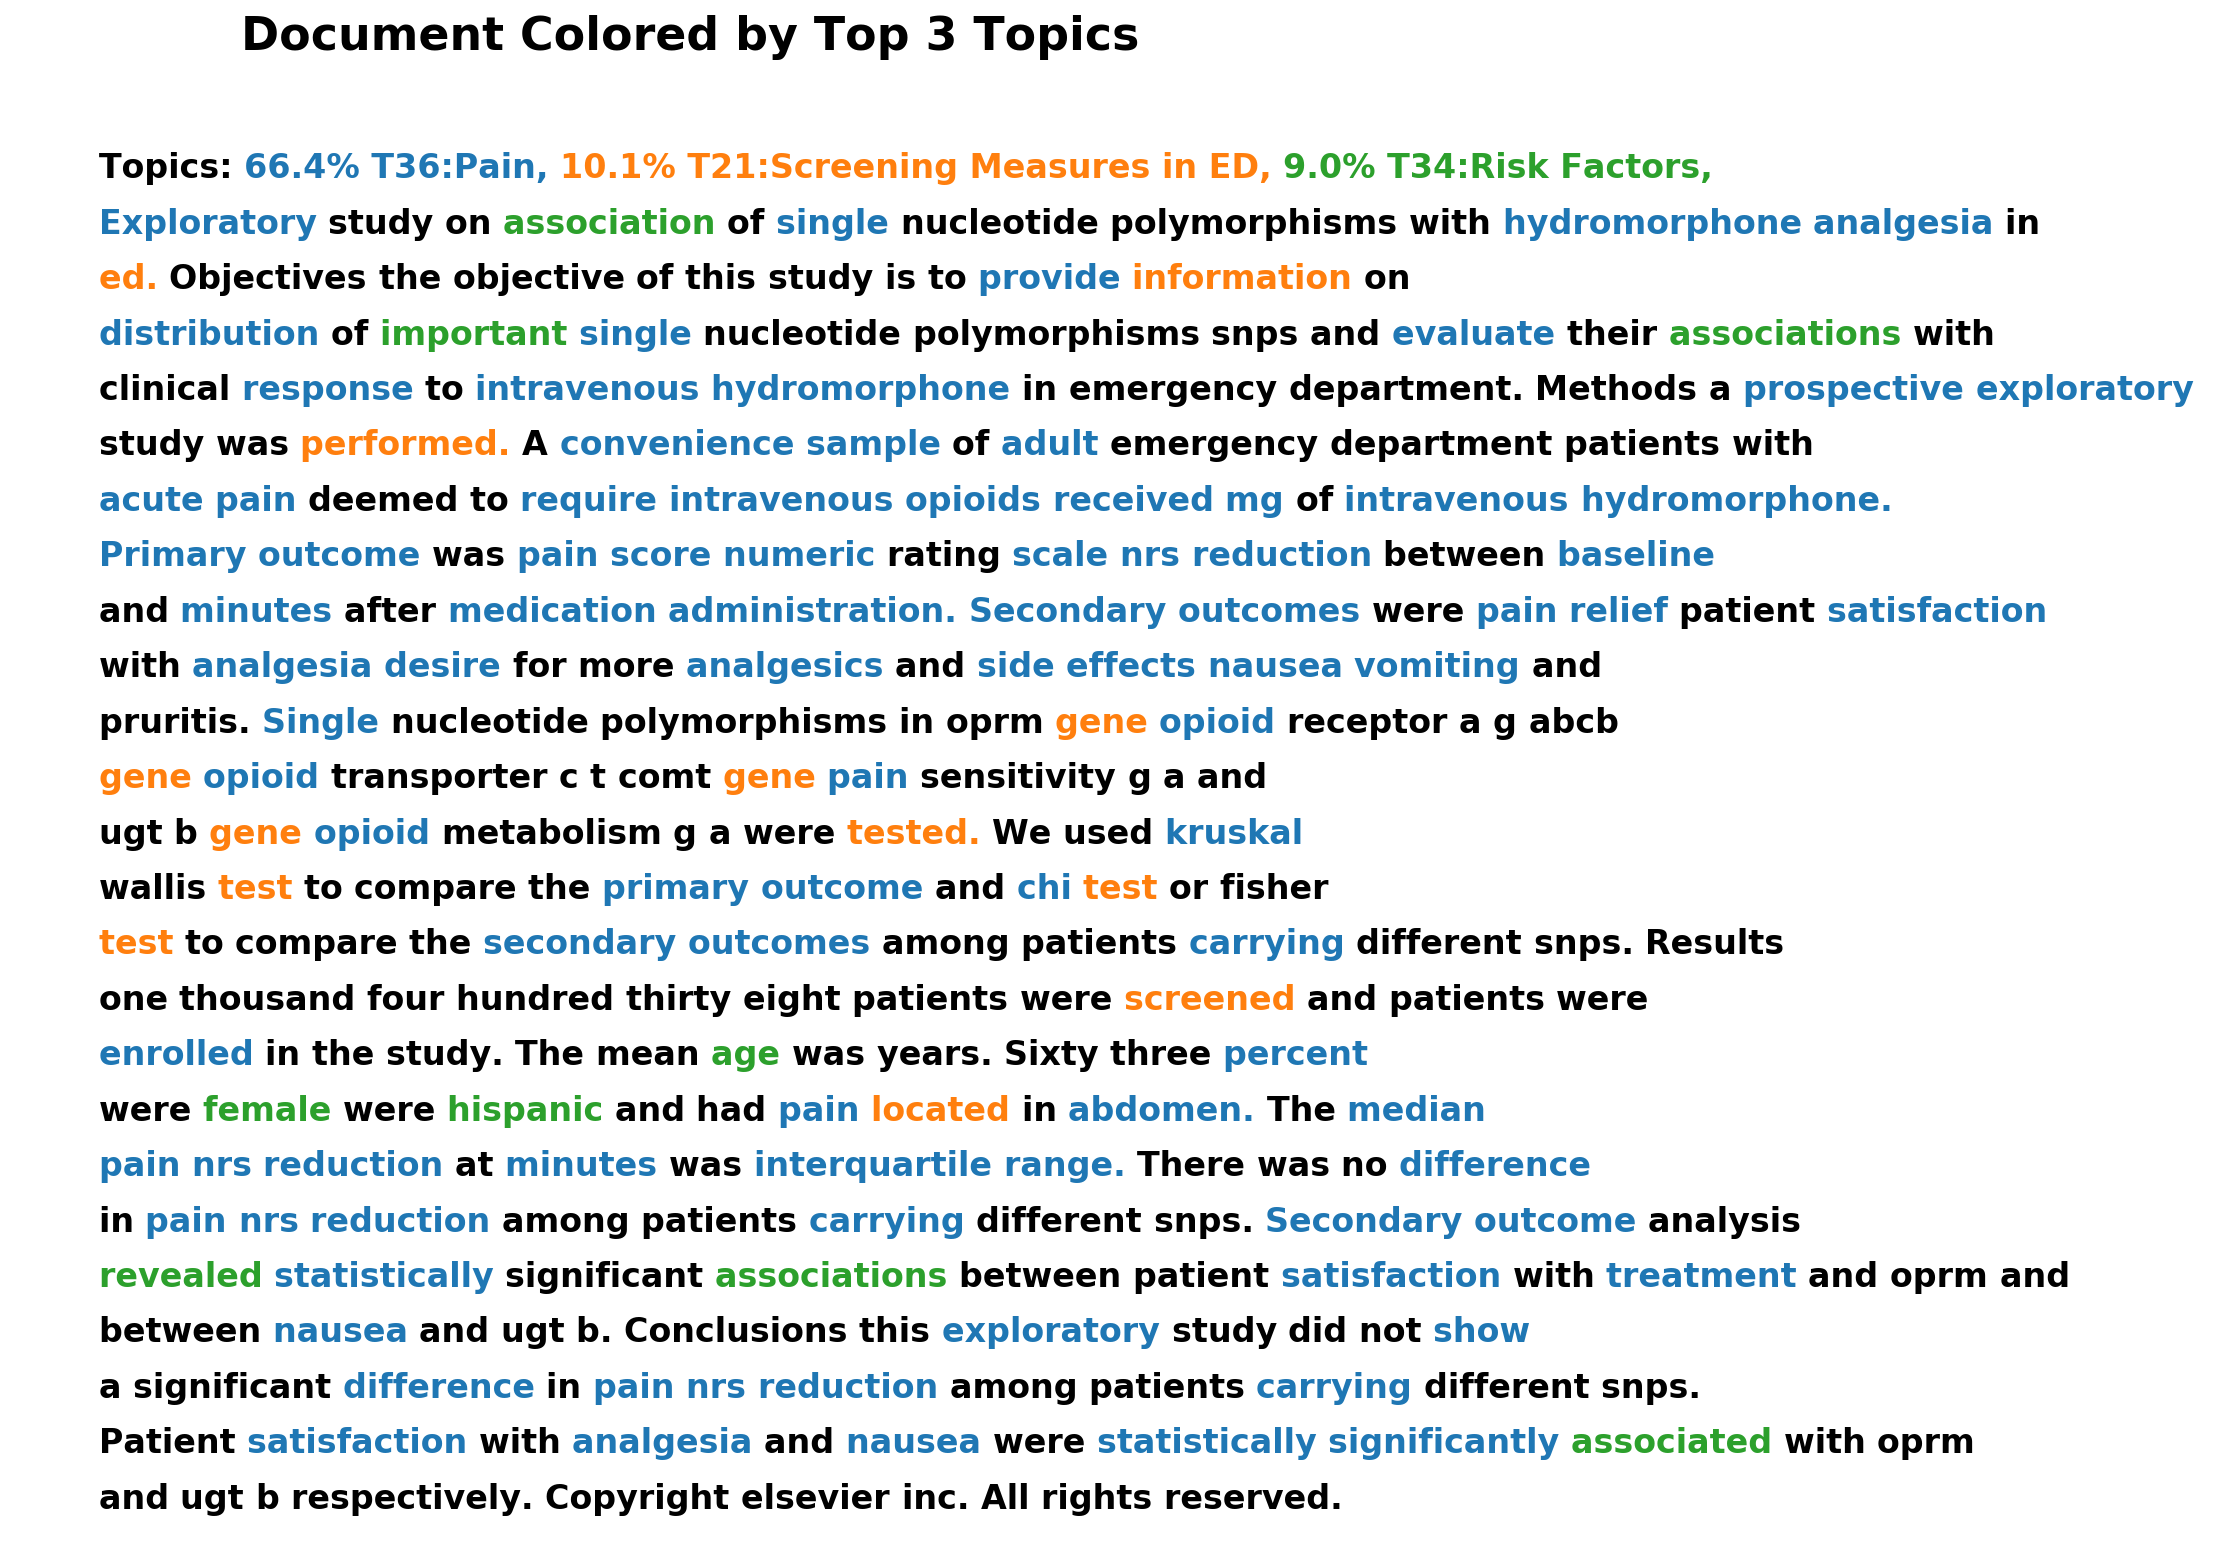 Document Colored by Top 3 Topics
Topics: 66.4% T36:Pain, 10.1% T21:Screening Measures in ED, 9.0% T34:Risk Factors,
Exploratory study on association of single nucleotide polymorphisms with hydromorphone analgesia in
ed. Objectives the objective of this study is to provide information on
distribution of important single nucleotide polymorphisms snps and evaluate their associations with
clinical response to intravenous hydromorphone in emergency department. Methods a prospective exploratory
study was performed. A convenience sample of adult emergency department patients with
acute pain deemed to require intravenous opioids received mg of intravenous hydromorphone.
Primary outcome was pain score numeric rating scale nrs reduction between baseline
and minutes after medication administration. Secondary outcomes were pain relief patient satisfaction
with analgesia desire for more analgesics and side effects nausea vomiting and
pruritis. Single nucleotide polymorphisms in oprm gene opioid receptor a g abcb
gene opioid transporter c t comt gene pain sensitivity g a and
ugt b gene opioid metabolism g a were tested. We used kruskal
wallis test to compare the primary outcome and chi test or fisher
test to compare the secondary outcomes among patients carrying different snps. Results
one thousand four hundred thirty eight patients were screened and patients were
enrolled in the study. The mean age was years. Sixty three percent
were female were hispanic and had pain located in abdomen. The median
pain nrs reduction at minutes was interquartile range. There was no difference
in pain nrs reduction among patients carrying different snps. Secondary outcome analysis
revealed statistically significant associations between patient satisfaction with treatment and oprm and
between nausea and ugt b. Conclusions this exploratory study did not show
a significant difference in pain nrs reduction among patients carrying different snps.
Patient satisfaction with analgesia and nausea were statistically significantly associated with oprm
and ugt b respectively. Copyright elsevier inc. All rights reserved.